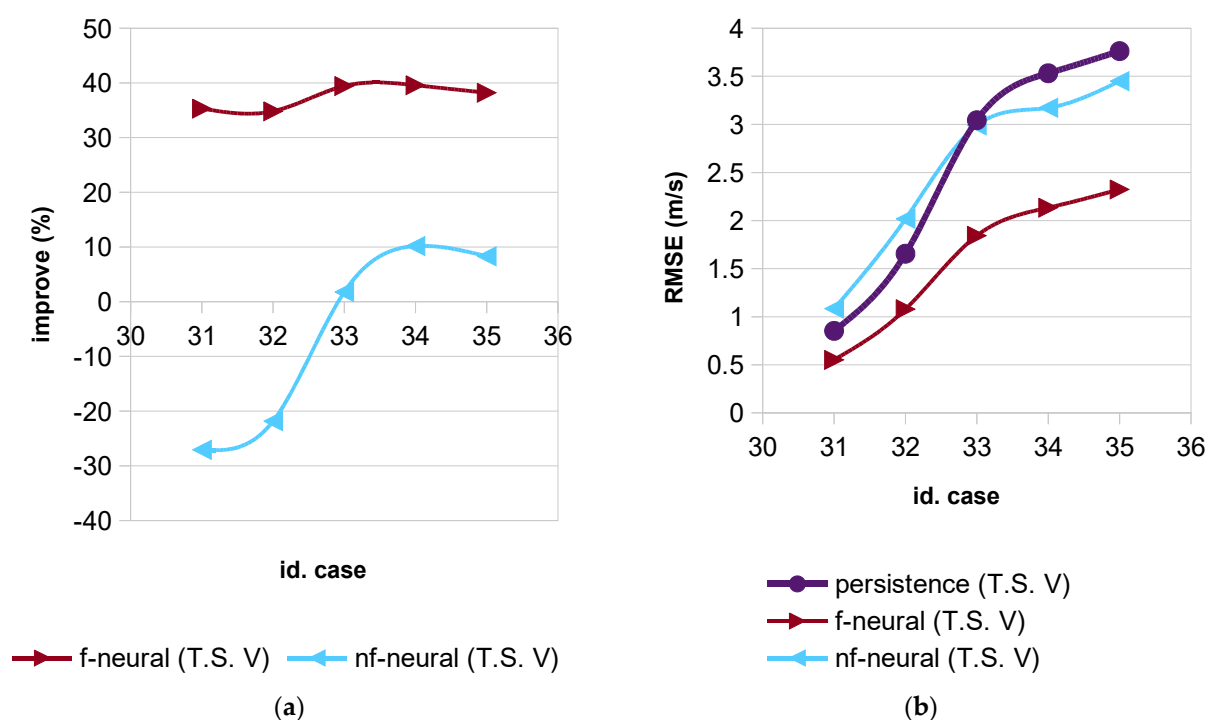 50
40
30
20
10
0
-10
-20
-30
-40
improve (%)
30 31 32 33 34 35 36
id. case
f-neural (T.S. V) nf-neural (T.S. V)
(a)
4
3.5
3
2.5
2
1.5
1
0.5
0
RMSE (m/s)
30 31 32 33 34 35 36
id. case
persistence (T.S. V)
f-neural (T.S. V)
nf-neural (T.S. V)
(b)